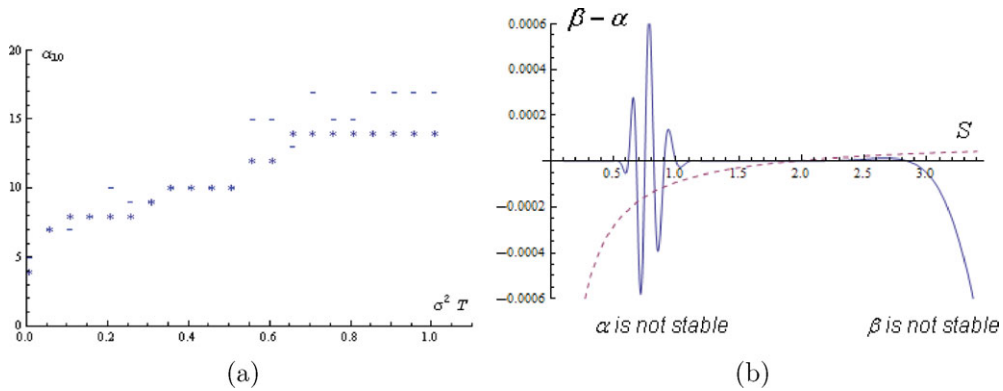 α₁₀
20
15
10
5
0
0.0 0.2 0.4 0.6 0.8 1.0
σ² T
(a)
β − α
0.0006
0.0004
0.0002
−0.0002
−0.0004
−0.0006
0.5 1.0 1.5 2.0 2.5 3.0
S
α is not stable
β is not stable
(b)